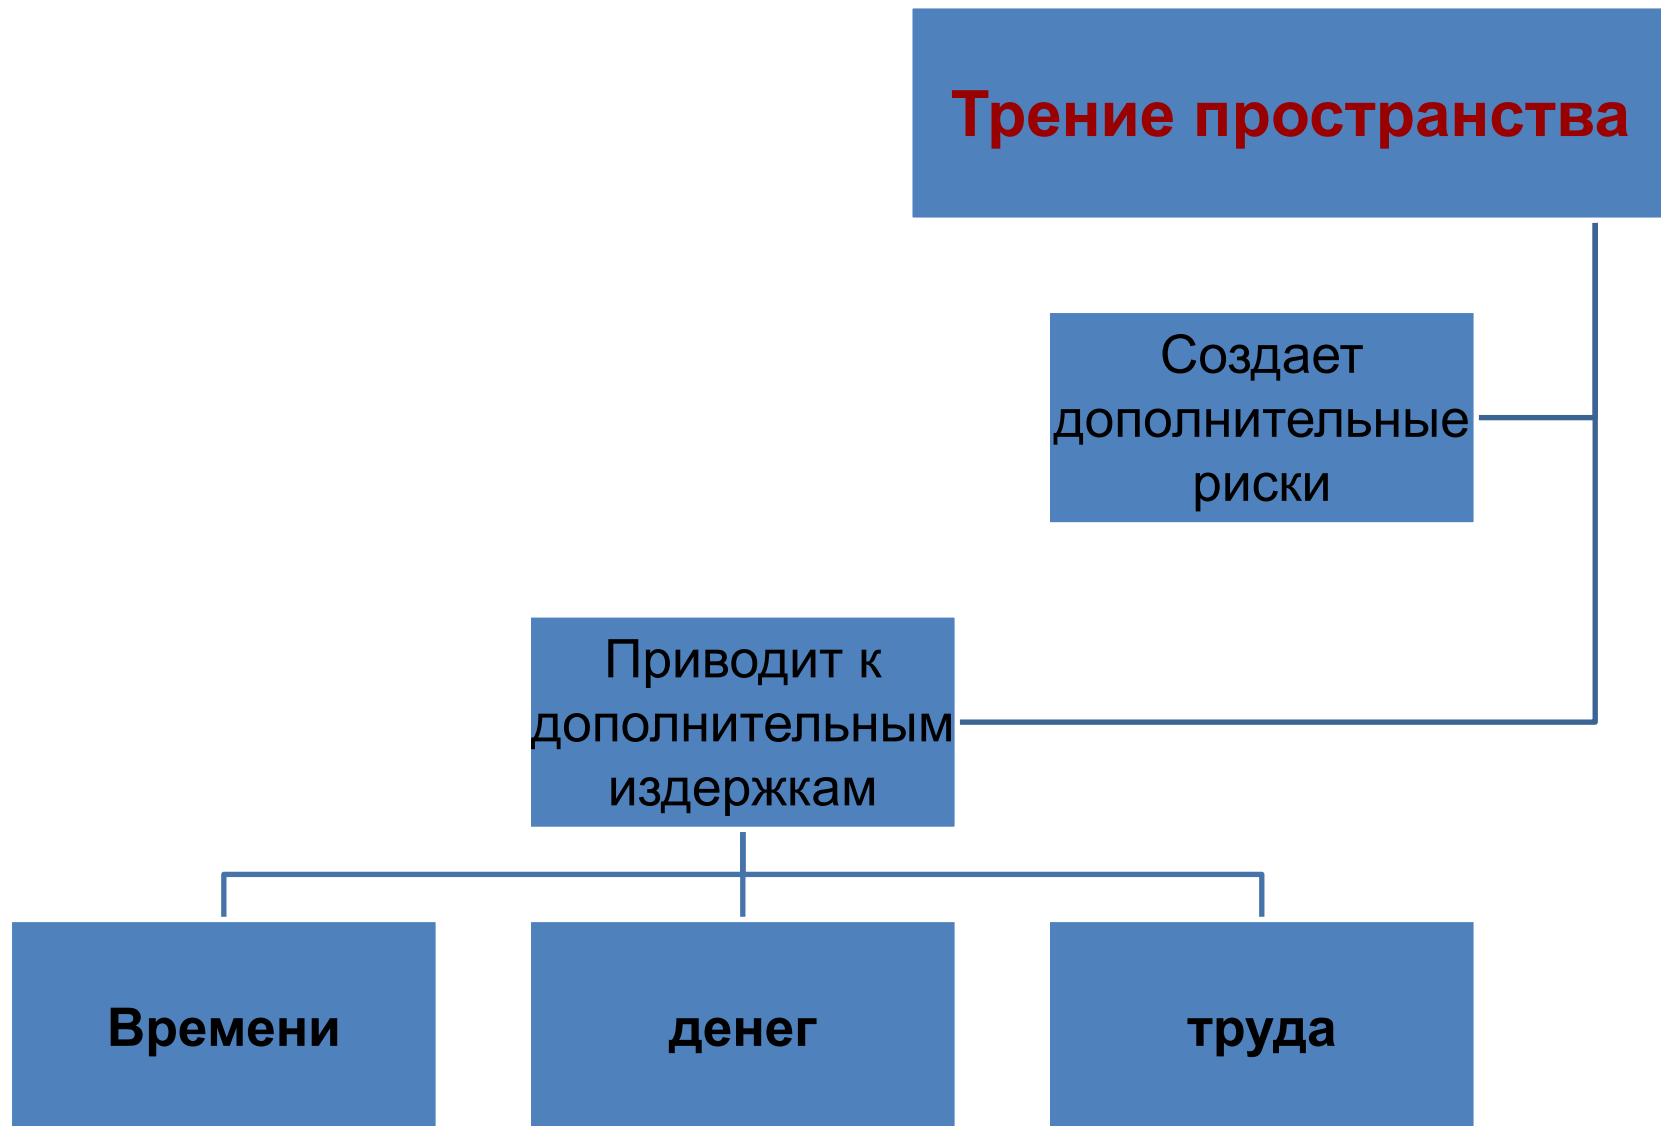 Трение пространства
Создает
дополнительные
риски
Приводит к
дополнительным
издержкам
Времени
денег
труда